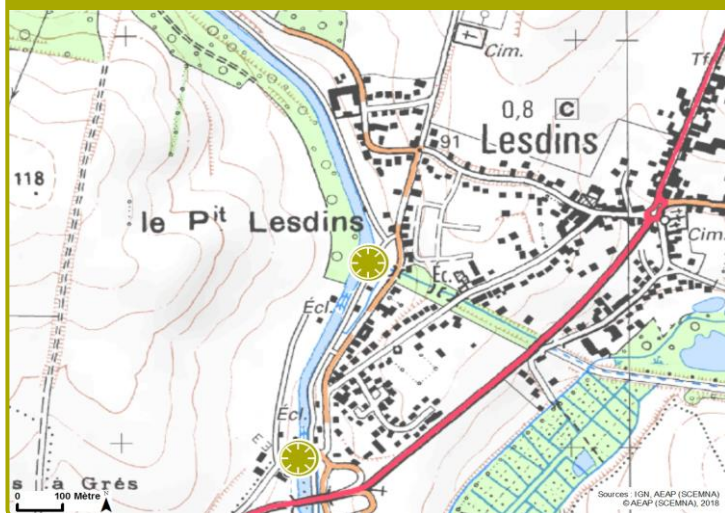 Cim.
Tf.
0,8 C
Lesdins
91
118
le Pit Lesdins
Cim.
Éc.
Écl.
Écl.
s à Grés
0 100 Mètre
N
Sources : IGN, AEAP (SCEMNA)
© AEAP (SCEMNA), 2018